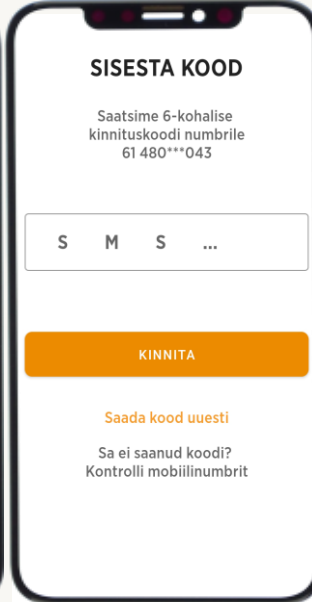 SISESTA KOOD
Saatsime 6-kohalise
kinnituskoodi numbrile
61 480***043
S M S ...
KINNITA
Saada kood uuesti
Sa ei saanud koodi?
Kontrolli mobiilinumbrit